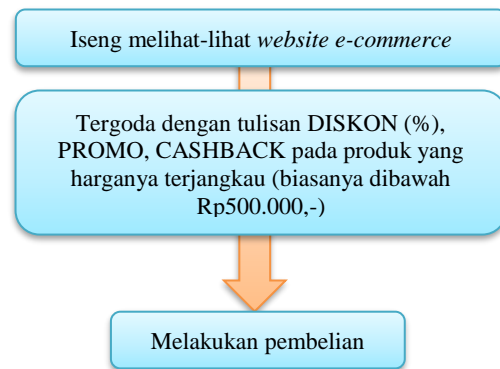 Iseng melihat-lihat website e-commerce
Tergoda dengan tulisan DISKON (%),
PROMO, CASHBACK pada produk yang
harganya terjangkau (biasanya dibawah
Rp500.000,-)
Melakukan pembelian